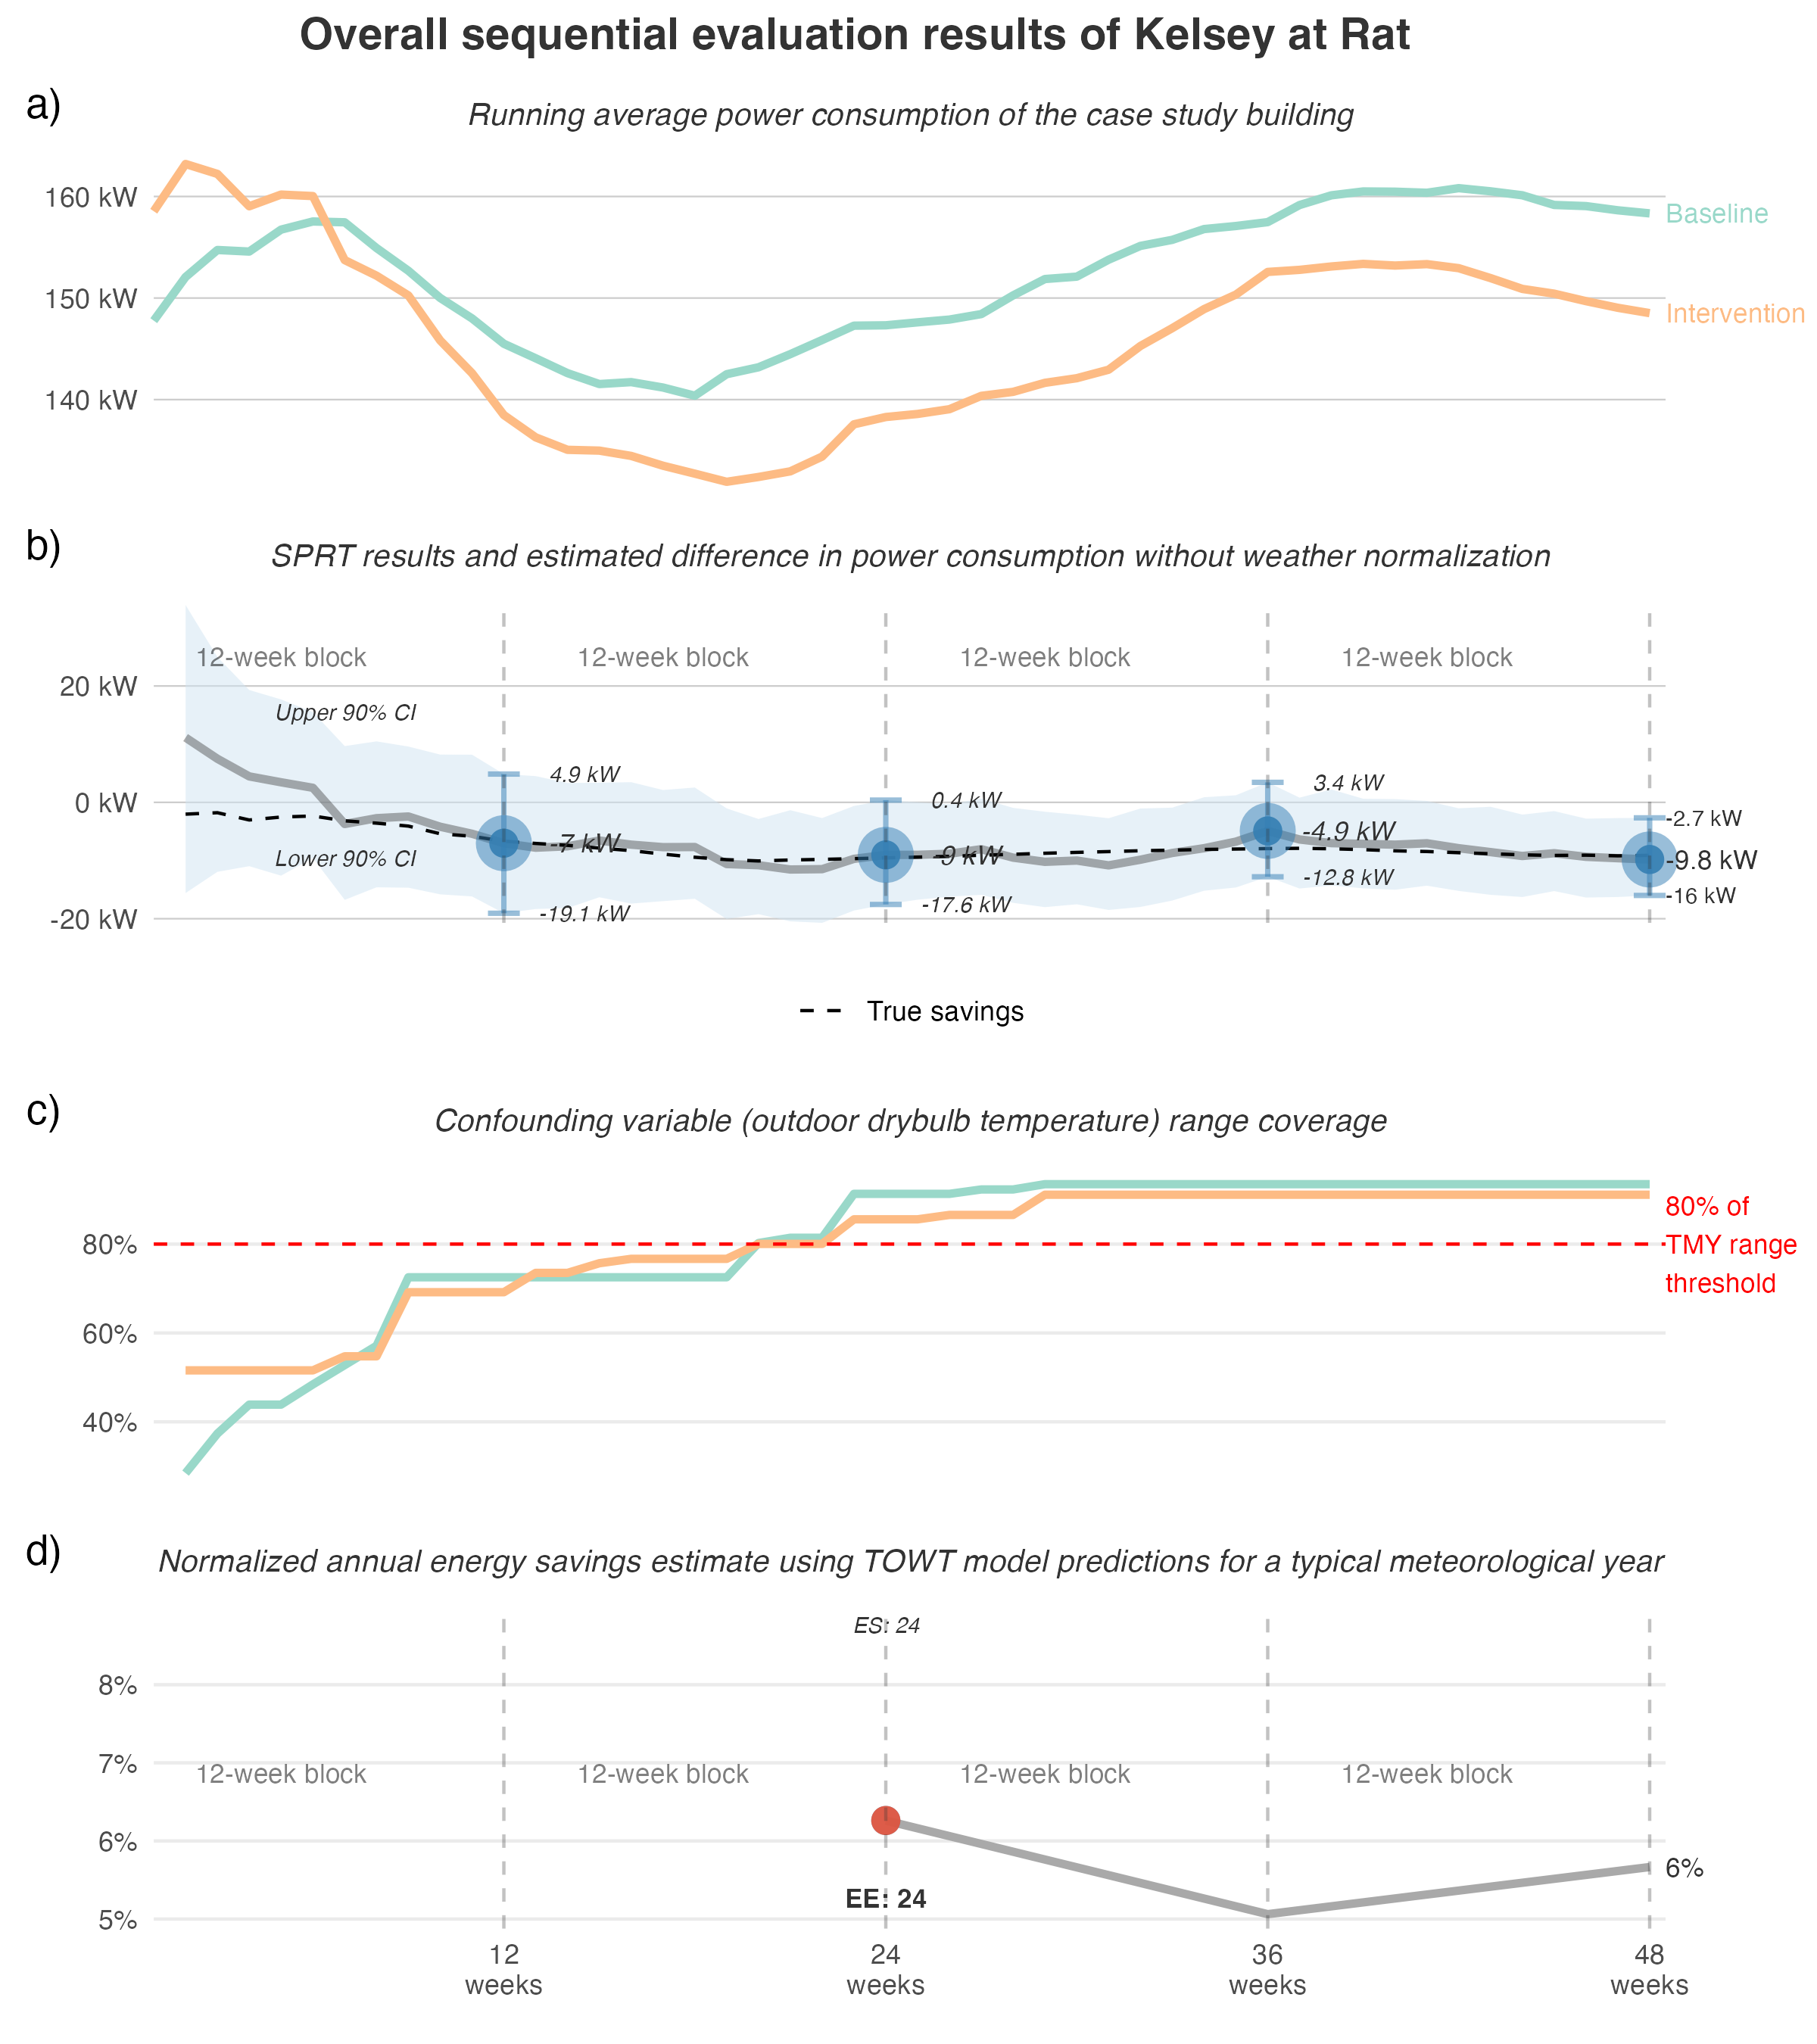 Overall sequential evaluation results of Kelsey at Rat
a)
Running average power consumption of the case study building
160 kW
150 kW
140 kW
Baseline
Intervention
b)
SPRT results and estimated difference in power consumption without weather normalization
12-week block
12-week block
12-week block
12-week block
20 kW
0 kW
-20 kW
Upper 90% CI
Lower 90% CI
4.9 kW
-7 kW
-19.1 kW
0.4 kW
-9 kW
-17.6 kW
3.4 kW
-4.9 kW
-12.8 kW
-2.7 kW
-9.8 kW
-16 kW
True savings
c)
Confounding variable (outdoor drybulb temperature) range coverage
80%
60%
40%
80% of
TMY range
threshold
d)
Normalized annual energy savings estimate using TOWT model predictions for a typical meteorological year
ES: 24
8%
7%
6%
5%
12-week block
12-week block
12-week block
12-week block
EE: 24
6%
12
weeks
24
weeks
36
weeks
48
weeks